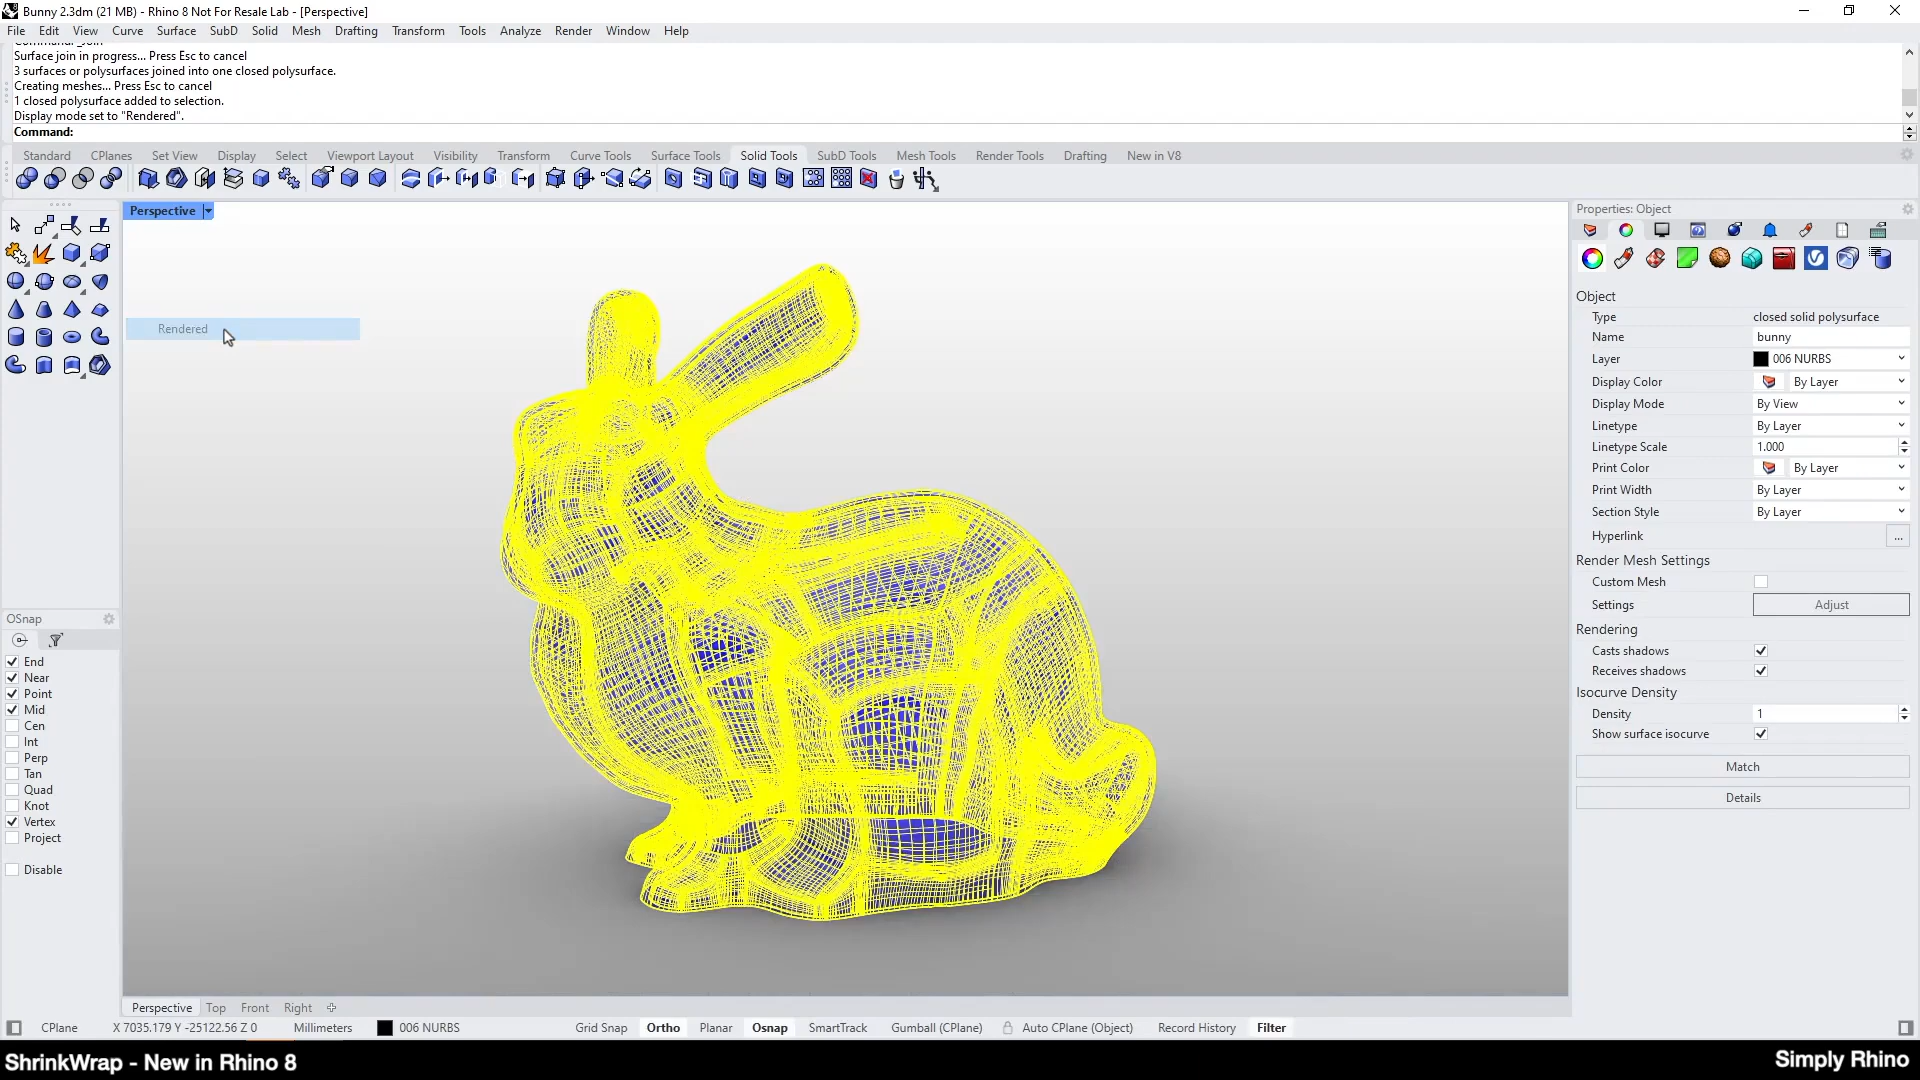 Bunny 2.3dm (21 MB) - Rhino 8 Not For Resale Lab - [Perspective]
File Edit View Curve Surface SubD Solid Mesh Drafting Transform Tools Analyze Render Window Help
Command: _Join
Surface join in progress... Press Esc to cancel
3 surfaces or polysurfaces joined into one closed polysurface.
Creating meshes... Press Esc to cancel
1 closed polysurface added to selection.
Display mode set to "Rendered".
Command:
Standard CPlanes Set View Display Select Viewport Layout Visibility Transform Curve Tools Surface Tools Solid Tools SubD Tools Mesh Tools Render Tools Drafting New in V8
Perspective
Rendered
OSnap
End
Near
Point
Mid
Cen
Int
Perp
Tan
Quad
Knot
Vertex
Project
Disable
Properties: Object
Object
Type closed solid polysurface
Name bunny
Layer 006 NURBS
Display Color By Layer
Display Mode By View
Linetype By Layer
Linetype Scale 1.000
Print Color By Layer
Print Width By Layer
Section Style By Layer
Hyperlink ...
Render Mesh Settings
Custom Mesh
Settings Adjust
Rendering
Casts shadows
Receives shadows
Isocurve Density
Density 1
Show surface isocurve
Match
Details
Perspective Top Front Right
CPlane X 7035.179 Y -25122.56 Z 0 Millimeters 006 NURBS Grid Snap Ortho Planar Osnap SmartTrack Gumball (CPlane) Auto CPlane (Object) Record History Filter
ShrinkWrap - New in Rhino 8
Simply Rhino